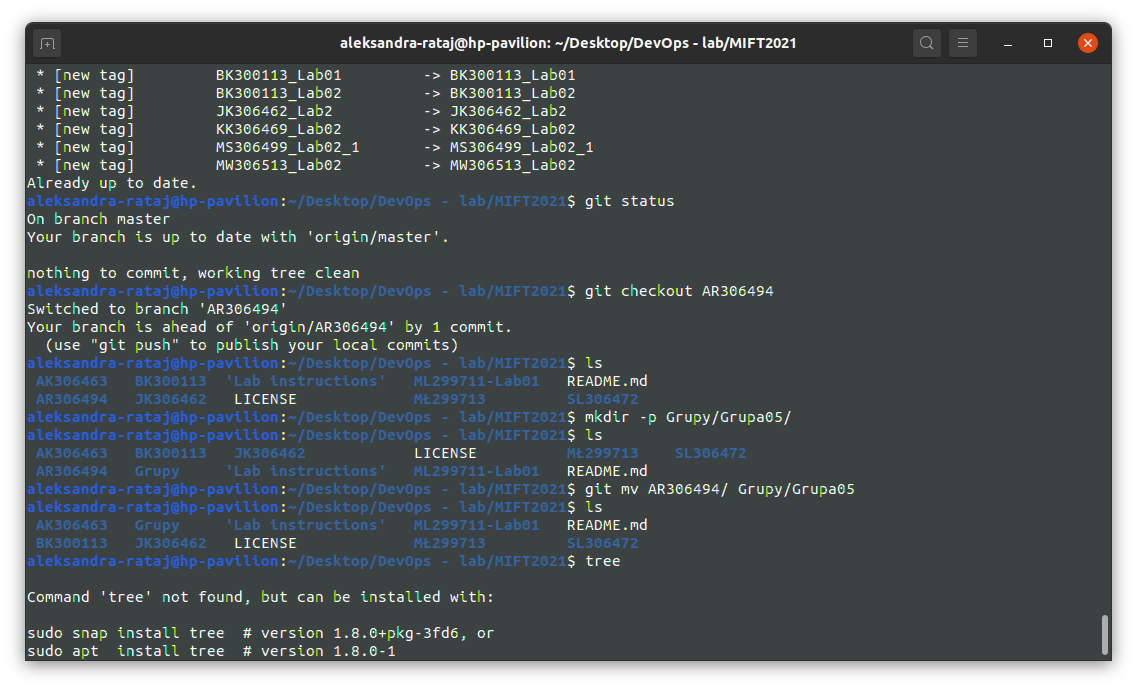 aleksandra-rataj@hp-pavilion: ~/Desktop/DevOps - lab/MIFT2021
 * [new tag]         BK300113_Lab01         -> BK300113_Lab01
 * [new tag]         BK300113_Lab02         -> BK300113_Lab02
 * [new tag]         JK306462_Lab2          -> JK306462_Lab2
 * [new tag]         KK306469_Lab02         -> KK306469_Lab02
 * [new tag]         MS306499_Lab02_1       -> MS306499_Lab02_1
 * [new tag]         MW306513_Lab02         -> MW306513_Lab02
Already up to date.
aleksandra-rataj@hp-pavilion:~/Desktop/DevOps - lab/MIFT2021$ git status
On branch master
Your branch is up to date with 'origin/master'.
nothing to commit, working tree clean
aleksandra-rataj@hp-pavilion:~/Desktop/DevOps - lab/MIFT2021$ git checkout AR306494
Switched to branch 'AR306494'
Your branch is ahead of 'origin/AR306494' by 1 commit.
  (use "git push" to publish your local commits)
aleksandra-rataj@hp-pavilion:~/Desktop/DevOps - lab/MIFT2021$ ls
 AK306463   BK300113  'Lab instructions'   ML299711-Lab01   README.md
 AR306494   JK306462   LICENSE             MŁ299713         SL306472
aleksandra-rataj@hp-pavilion:~/Desktop/DevOps - lab/MIFT2021$ mkdir -p Grupy/Grupa05/
aleksandra-rataj@hp-pavilion:~/Desktop/DevOps - lab/MIFT2021$ ls
 AK306463   BK300113   JK306462            LICENSE          MŁ299713    SL306472
 AR306494   Grupy     'Lab instructions'   ML299711-Lab01   README.md
aleksandra-rataj@hp-pavilion:~/Desktop/DevOps - lab/MIFT2021$ git mv AR306494/ Grupy/Grupa05
aleksandra-rataj@hp-pavilion:~/Desktop/DevOps - lab/MIFT2021$ ls
 AK306463   Grupy     'Lab instructions'   ML299711-Lab01   README.md
 BK300113   JK306462   LICENSE             MŁ299713         SL306472
aleksandra-rataj@hp-pavilion:~/Desktop/DevOps - lab/MIFT2021$ tree
Command 'tree' not found, but can be installed with:
sudo snap install tree  # version 1.8.0+pkg-3fd6, or
sudo apt  install tree  # version 1.8.0-1